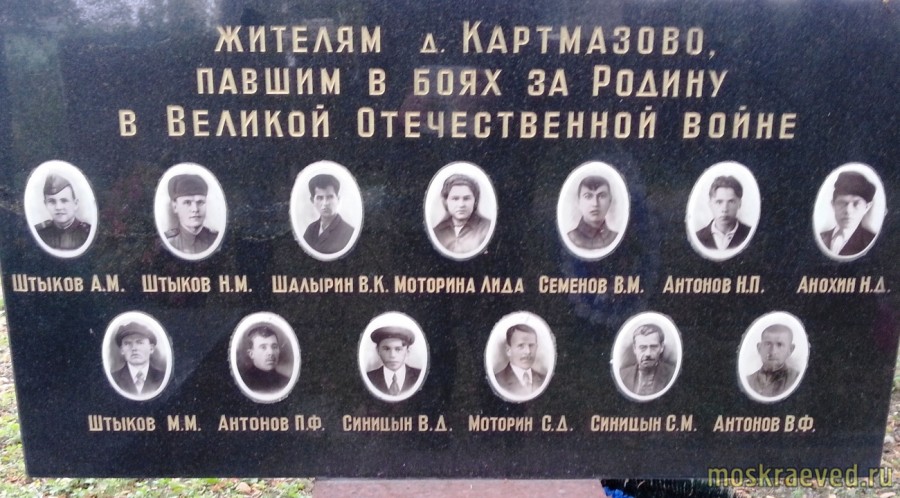 жителям д. Картмазово,
павшим в боях за Родину
в Великой Отечественной войне
Штыков А.М. Штыков Н.М. Шалырин В.К. Моторина Лида Семенов В.М. Антонов Н.П. Анохин Н.Д.
Штыков М.М. Антонов П.Ф. Синицын В.Д. Моторин С.Д. Синицын С.М. Антонов В.Ф.
moskraeved.ru